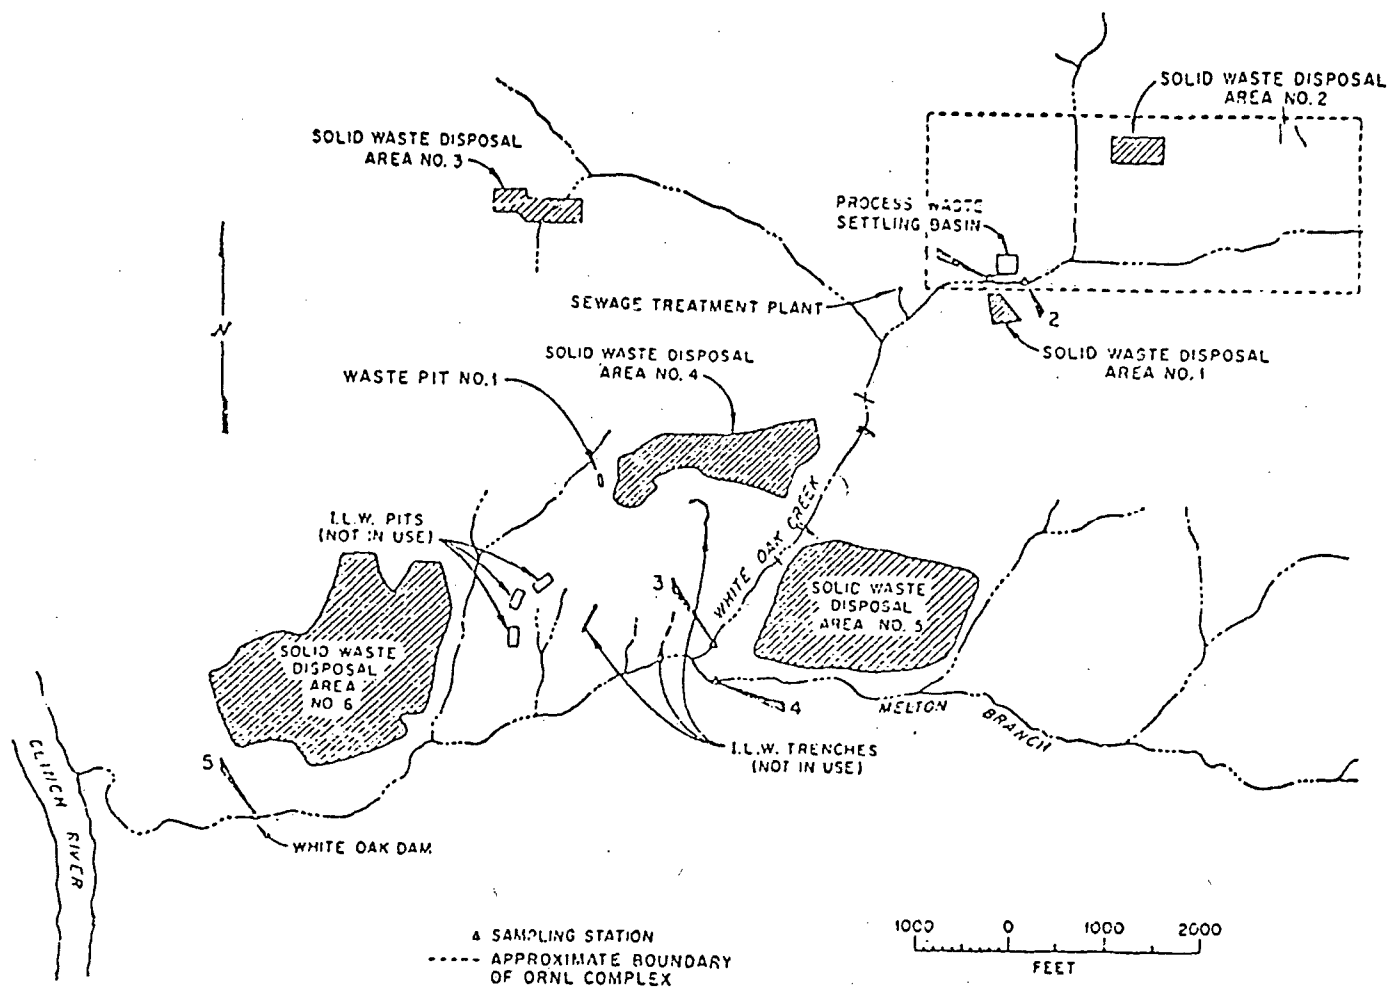 SOLID WASTE DISPOSAL
AREA NO. 2
SOLID WASTE DISPOSAL
AREA NO. 3
PROCESS WASTE
SETTLING BASIN
N
SEWAGE TREATMENT PLANT
2
SOLID WASTE DISPOSAL
AREA NO. 1
SOLID WASTE DISPOSAL
AREA NO. 4
WASTE PIT NO. 1
I.L.W. PITS
(NOT IN USE)
WHITE OAK CREEK
3
SOLID WASTE
DISPOSAL
AREA NO. 5
SOLID WASTE
DISPOSAL
AREA
NO 6
4
MELTON
BRANCH
I.L.W. TRENCHES
(NOT IN USE)
5
CLINCH RIVER
WHITE OAK DAM
SAMPLING STATION
APPROXIMATE BOUNDARY
OF ORNL COMPLEX
1000 0 1000 2000
FEET